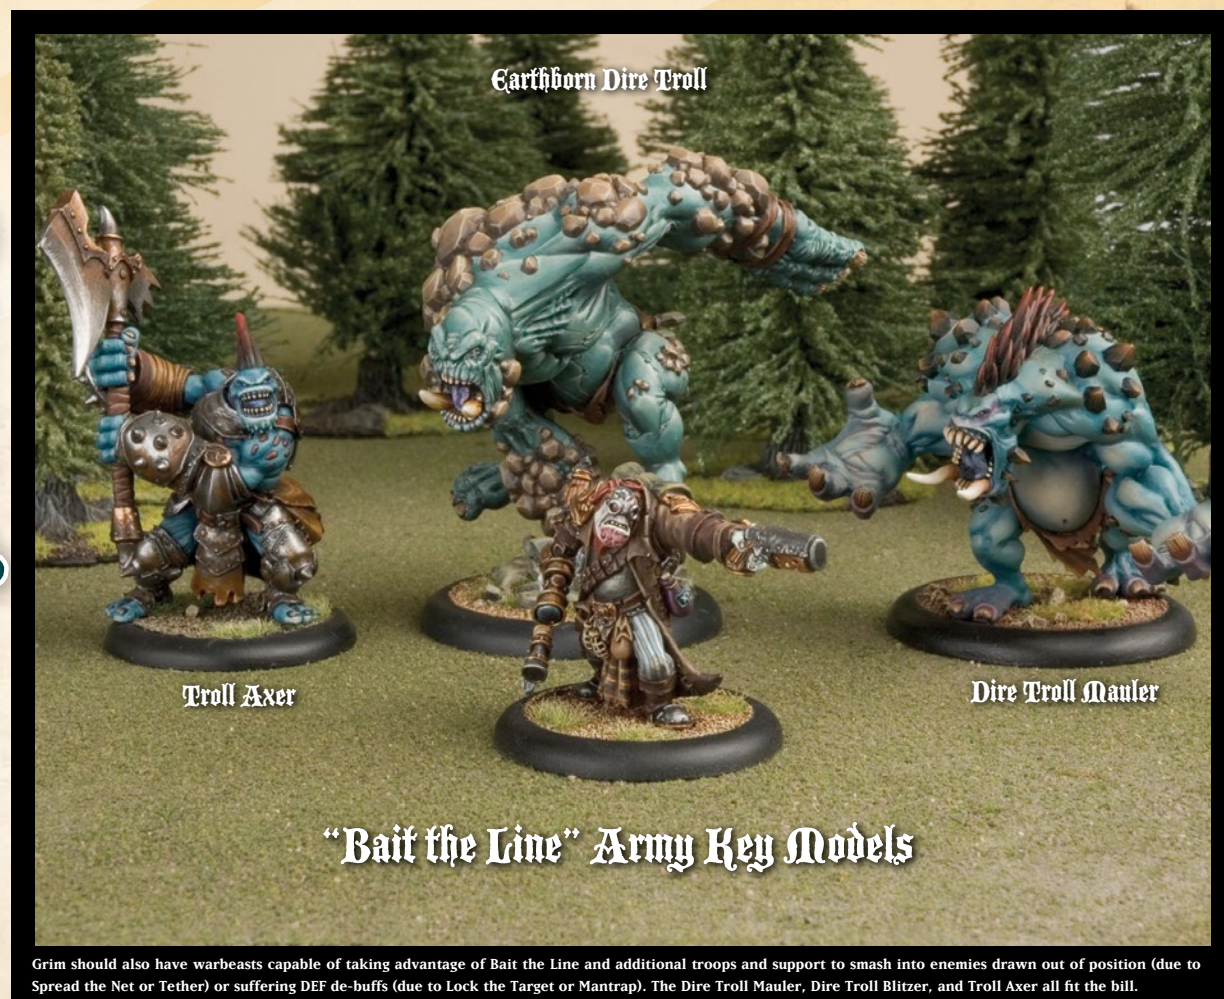 Earthborn Dire Troll
Troll Axer
Dire Troll Mauler
“Bait the Line” Army Key Models
Grim should also have warbeasts capable of taking advantage of Bait the Line and additional troops and support to smash into enemies drawn out of position (due to
Spread the Net or Tether) or suffering DEF de-buffs (due to Lock the Target or Mantrap). The Dire Troll Mauler, Dire Troll Blitzer, and Troll Axer all fit the bill.